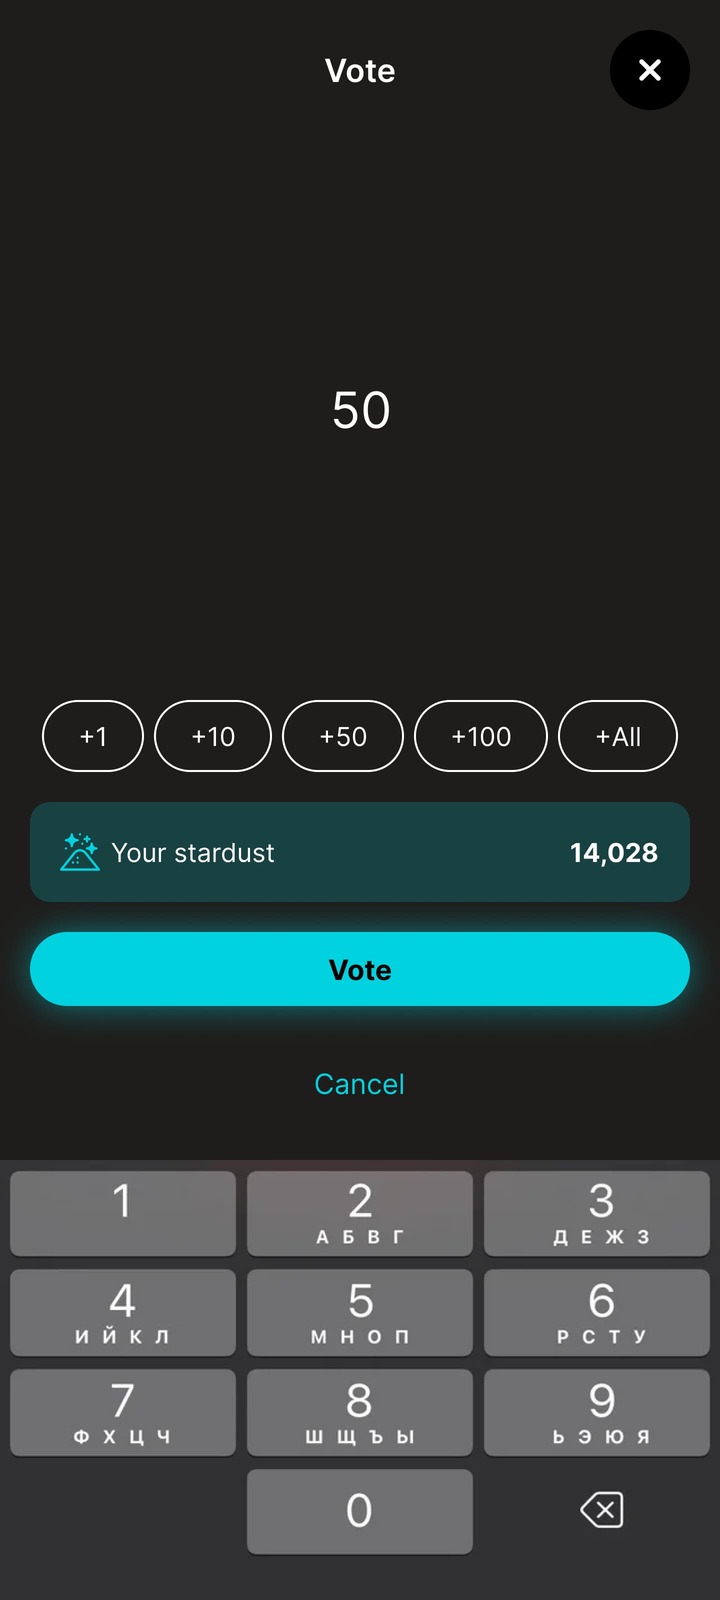 Vote
50
+1 +10 +50 +100 +All
Your stardust 14,028
Vote
Cancel
1 2 3
А Б В Г Д Е Ж З
4 5 6
И Й К Л М Н О П Р С Т У
7 8 9
Ф Х Ц Ч Ш Щ Ъ Ы Ь Э Ю Я
0